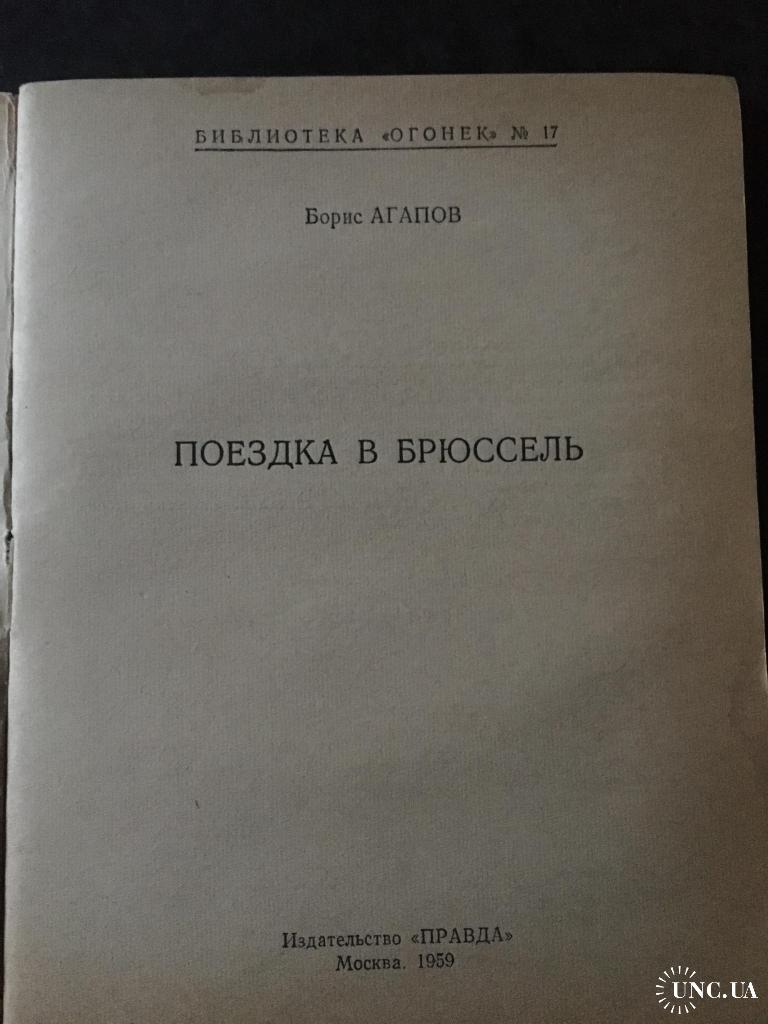 БИБЛИОТЕКА «ОГОНЕК» № 17
Борис АГАПОВ
ПОЕЗДКА В БРЮССЕЛЬ
Издательство «ПРАВДА»
Москва. 1959
UNC.UA